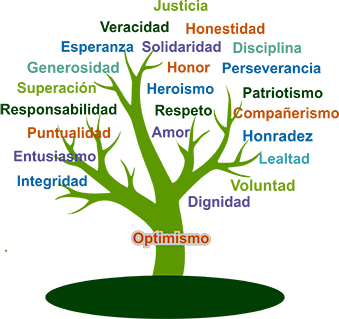 Justicia
Veracidad Honestidad
Esperanza Solidaridad Disciplina
Generosidad Honor Perseverancia
Superación Heroismo Patriotismo
Responsabilidad Respeto Compañerismo
Puntualidad Amor Honradez
Entusiasmo Lealtad
Integridad Voluntad
Dignidad
Optimismo